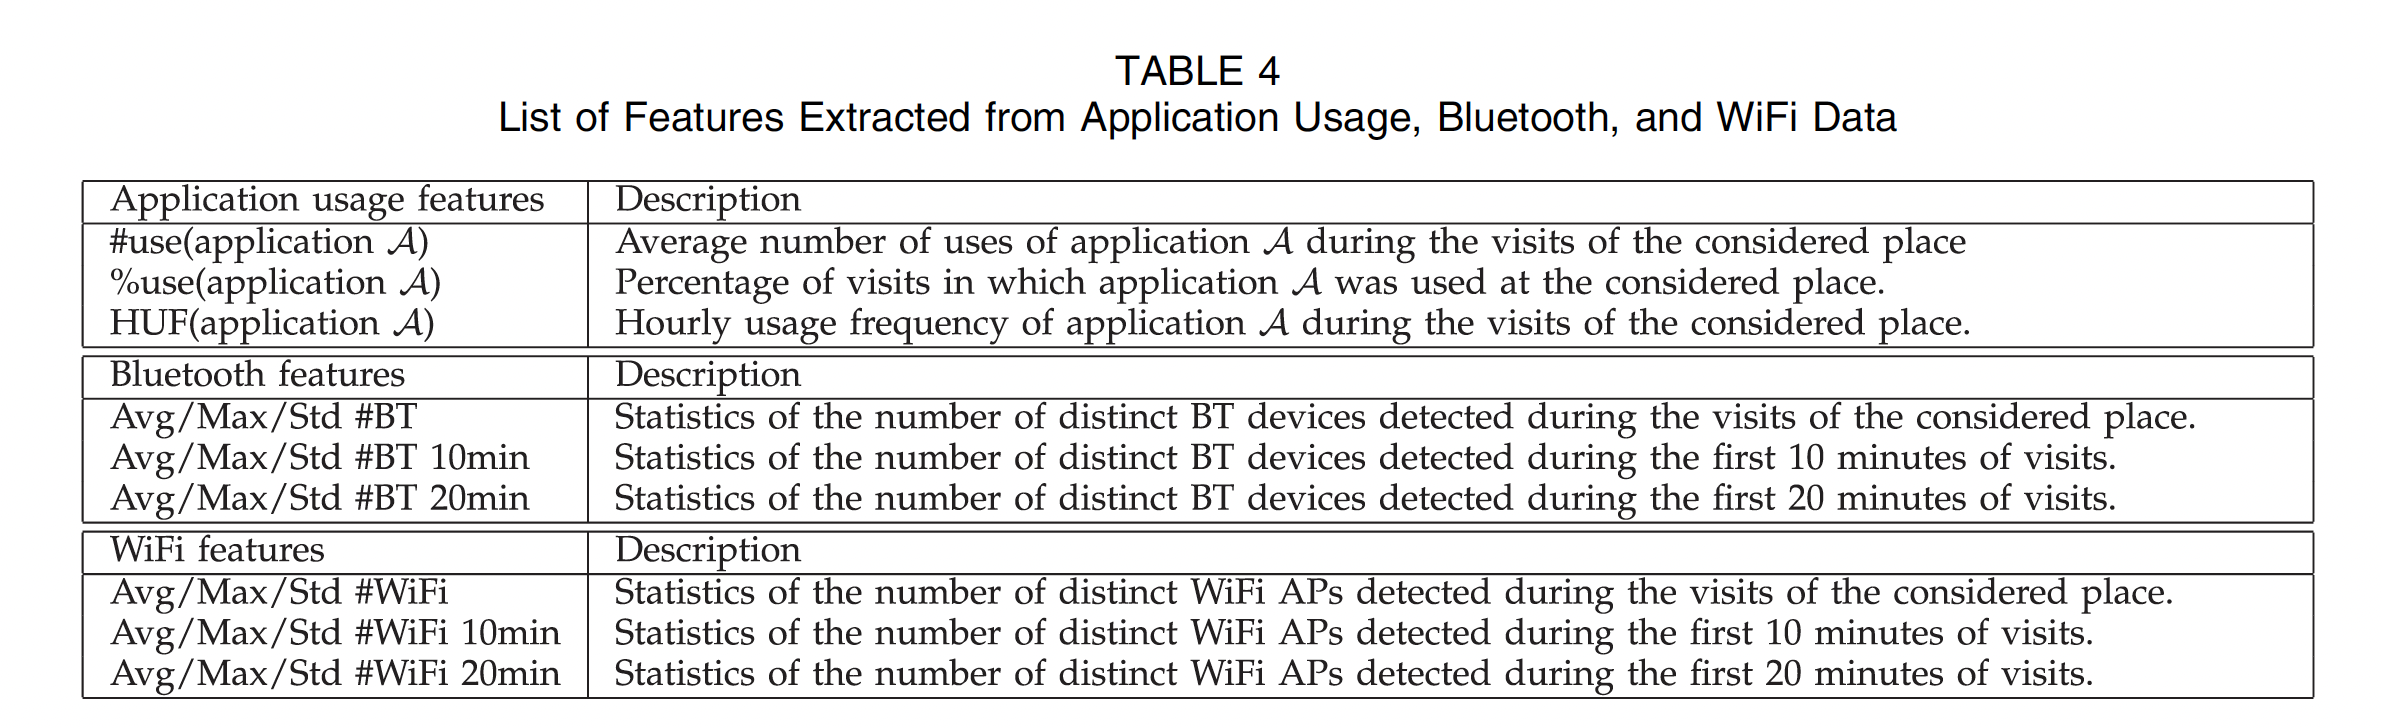 TABLE 4
List of Features Extracted from Application Usage, Bluetooth, and WiFi Data
Application usage features Description
#use(application 𝒜) Average number of uses of application 𝒜 during the visits of the considered place
%use(application 𝒜) Percentage of visits in which application 𝒜 was used at the considered place.
HUF(application 𝒜) Hourly usage frequency of application 𝒜 during the visits of the considered place.
Bluetooth features Description
Avg/Max/Std #BT Statistics of the number of distinct BT devices detected during the visits of the considered place.
Avg/Max/Std #BT 10min Statistics of the number of distinct BT devices detected during the first 10 minutes of visits.
Avg/Max/Std #BT 20min Statistics of the number of distinct BT devices detected during the first 20 minutes of visits.
WiFi features Description
Avg/Max/Std #WiFi Statistics of the number of distinct WiFi APs detected during the visits of the considered place.
Avg/Max/Std #WiFi 10min Statistics of the number of distinct WiFi APs detected during the first 10 minutes of visits.
Avg/Max/Std #WiFi 20min Statistics of the number of distinct WiFi APs detected during the first 20 minutes of visits.